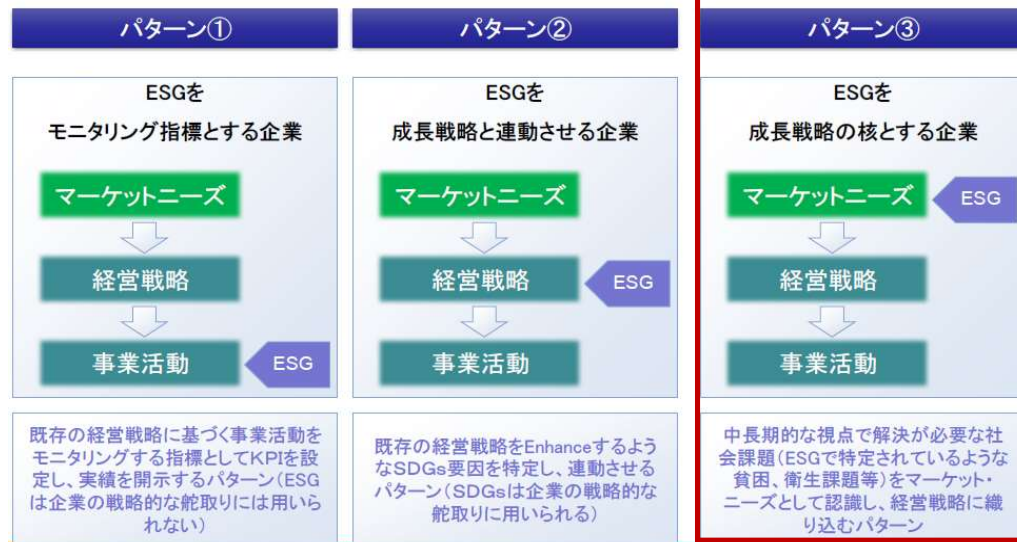 パターン①
ESGを
モニタリング指標とする企業
マーケットニーズ
経営戦略
事業活動
ESG
既存の経営戦略に基づく事業活動を
モニタリングする指標としてKPIを設
定し、実績を開示するパターン(ESG
は企業の戦略的な舵取りには用いら
れない)
パターン②
ESGを
成長戦略と連動させる企業
マーケットニーズ
経営戦略
ESG
事業活動
既存の経営戦略をEnhanceするよう
なSDGs要因を特定し、連動させる
パターン(SDGsは企業の戦略的な
舵取りに用いられる)
パターン③
ESGを
成長戦略の核とする企業
マーケットニーズ
ESG
経営戦略
事業活動
中長期的な視点で解決が必要な社
会課題(ESGで特定されているような
貧困、衛生課題等)をマーケット・
ニーズとして認識し、経営戦略に織
り込むパターン